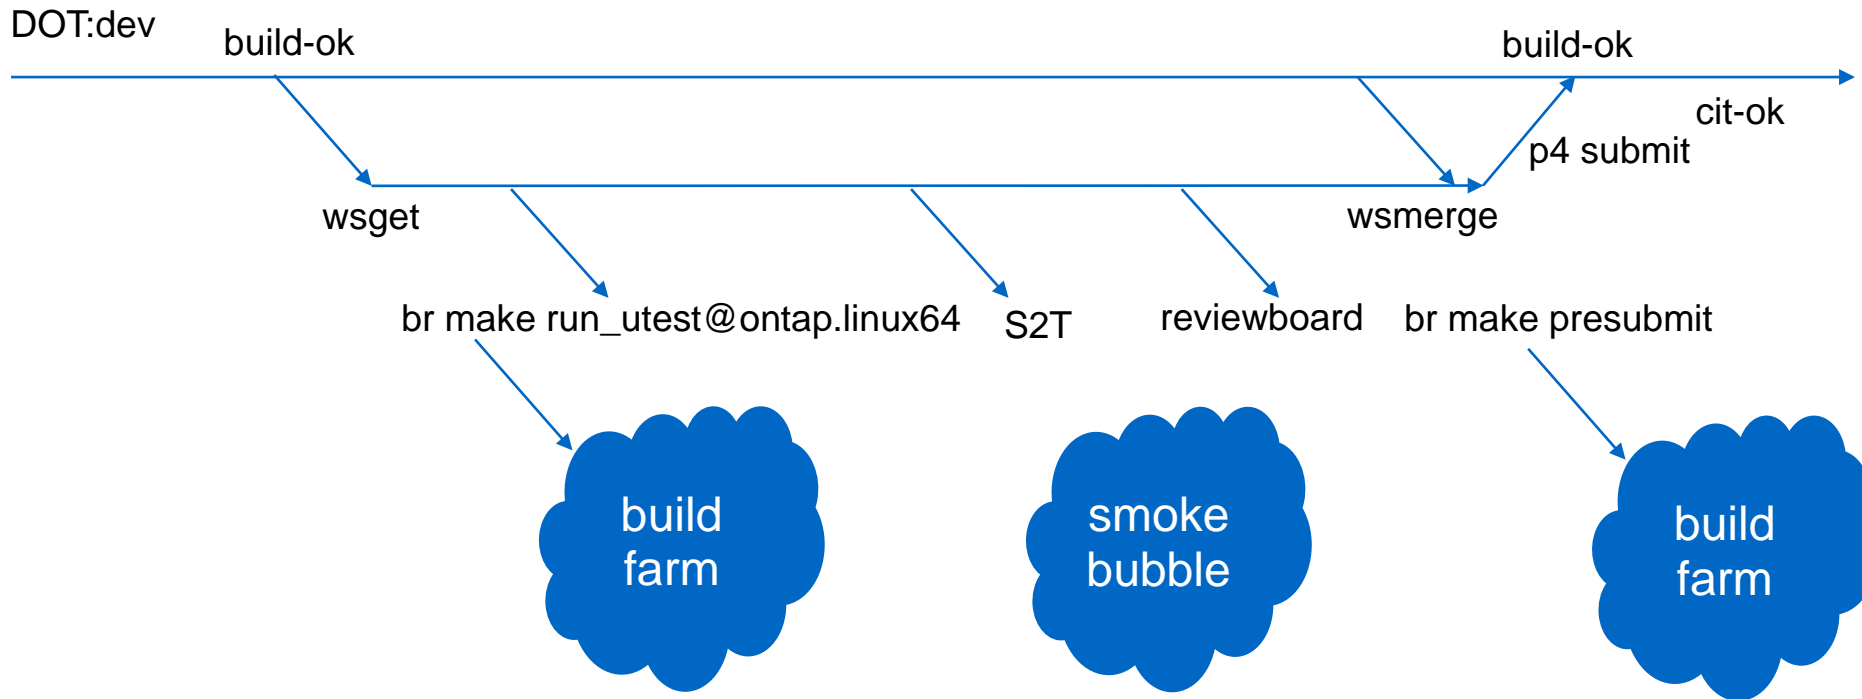 DOT:dev
build-ok
build-ok
cit-ok
p4 submit
wsget
wsmerge
br make run_utest@ontap.linux64
S2T
reviewboard
br make presubmit
build
farm
smoke
bubble
build
farm